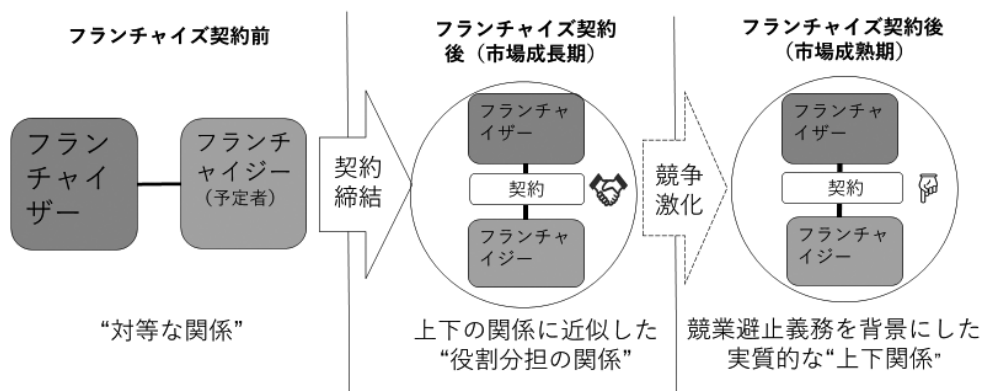 フランチャイズ契約前
フラン
チャイ
ザー
フランチ
ャイジー
(予定者)
“対等な関係”
契約
締結
フランチャイズ契約
後（市場成長期）
フランチャ
イザー
契約
フランチャ
イジー
上下の関係に近似した
“役割分担の関係”
競争
激化
フランチャイズ契約後
（市場成熟期）
フランチャ
イザー
契約
フランチャ
イジー
競業避止義務を背景にした
実質的な“上下関係”